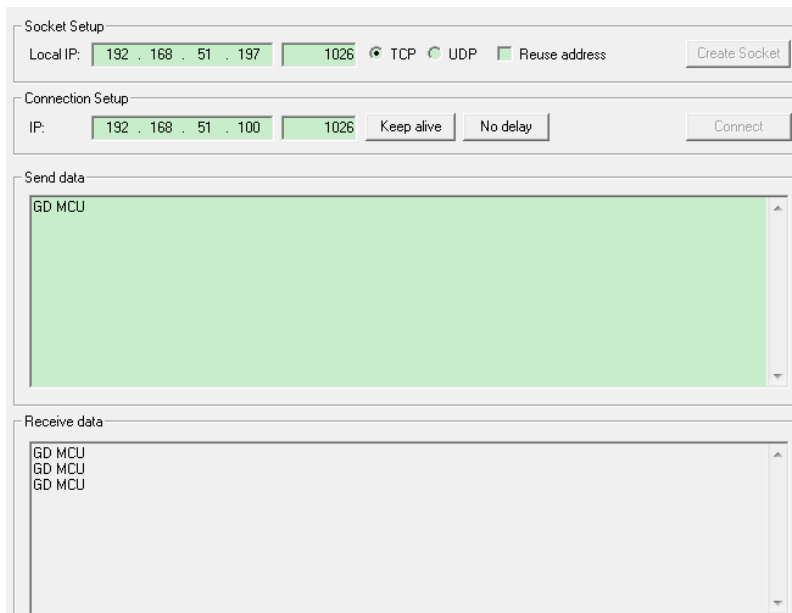 Socket Setup
Local IP: 192 . 168 . 51 . 197 1026 TCP UDP Reuse address Create Socket
Connection Setup
IP: 192 . 168 . 51 . 100 1026 Keep alive No delay Connect
Send data
GD MCU
Receive data
GD MCU
GD MCU
GD MCU